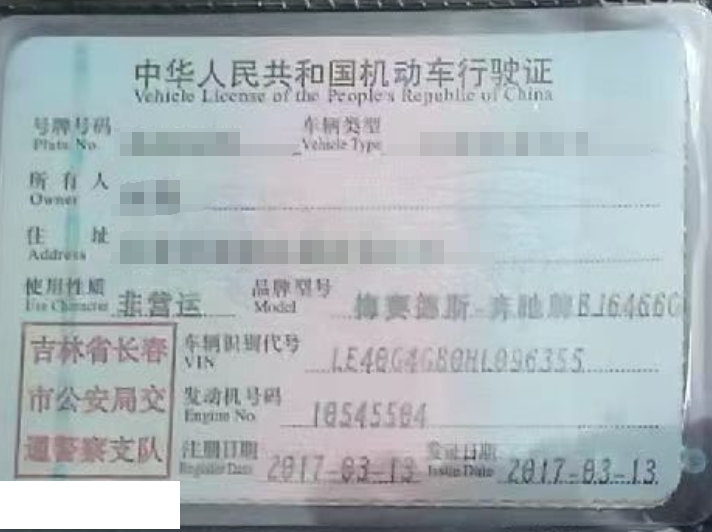 中华人民共和国机动车行驶证
Vehicle License of the People's Republic of China
号牌号码 车辆类型
Plate No. Vehicle Type
所有人
Owner
住址
Address
使用性质 非营运 品牌型号 梅赛德斯-奔驰牌BJ6466G
Use Character Model
吉林省长春
市公安局交
通警察支队
车辆识别代号 LE40G4GB0HL096355
VIN
发动机号码 18545504
Engine No.
注册日期 2017-03-13 发证日期 2017-03-13
Register Date Issue Date